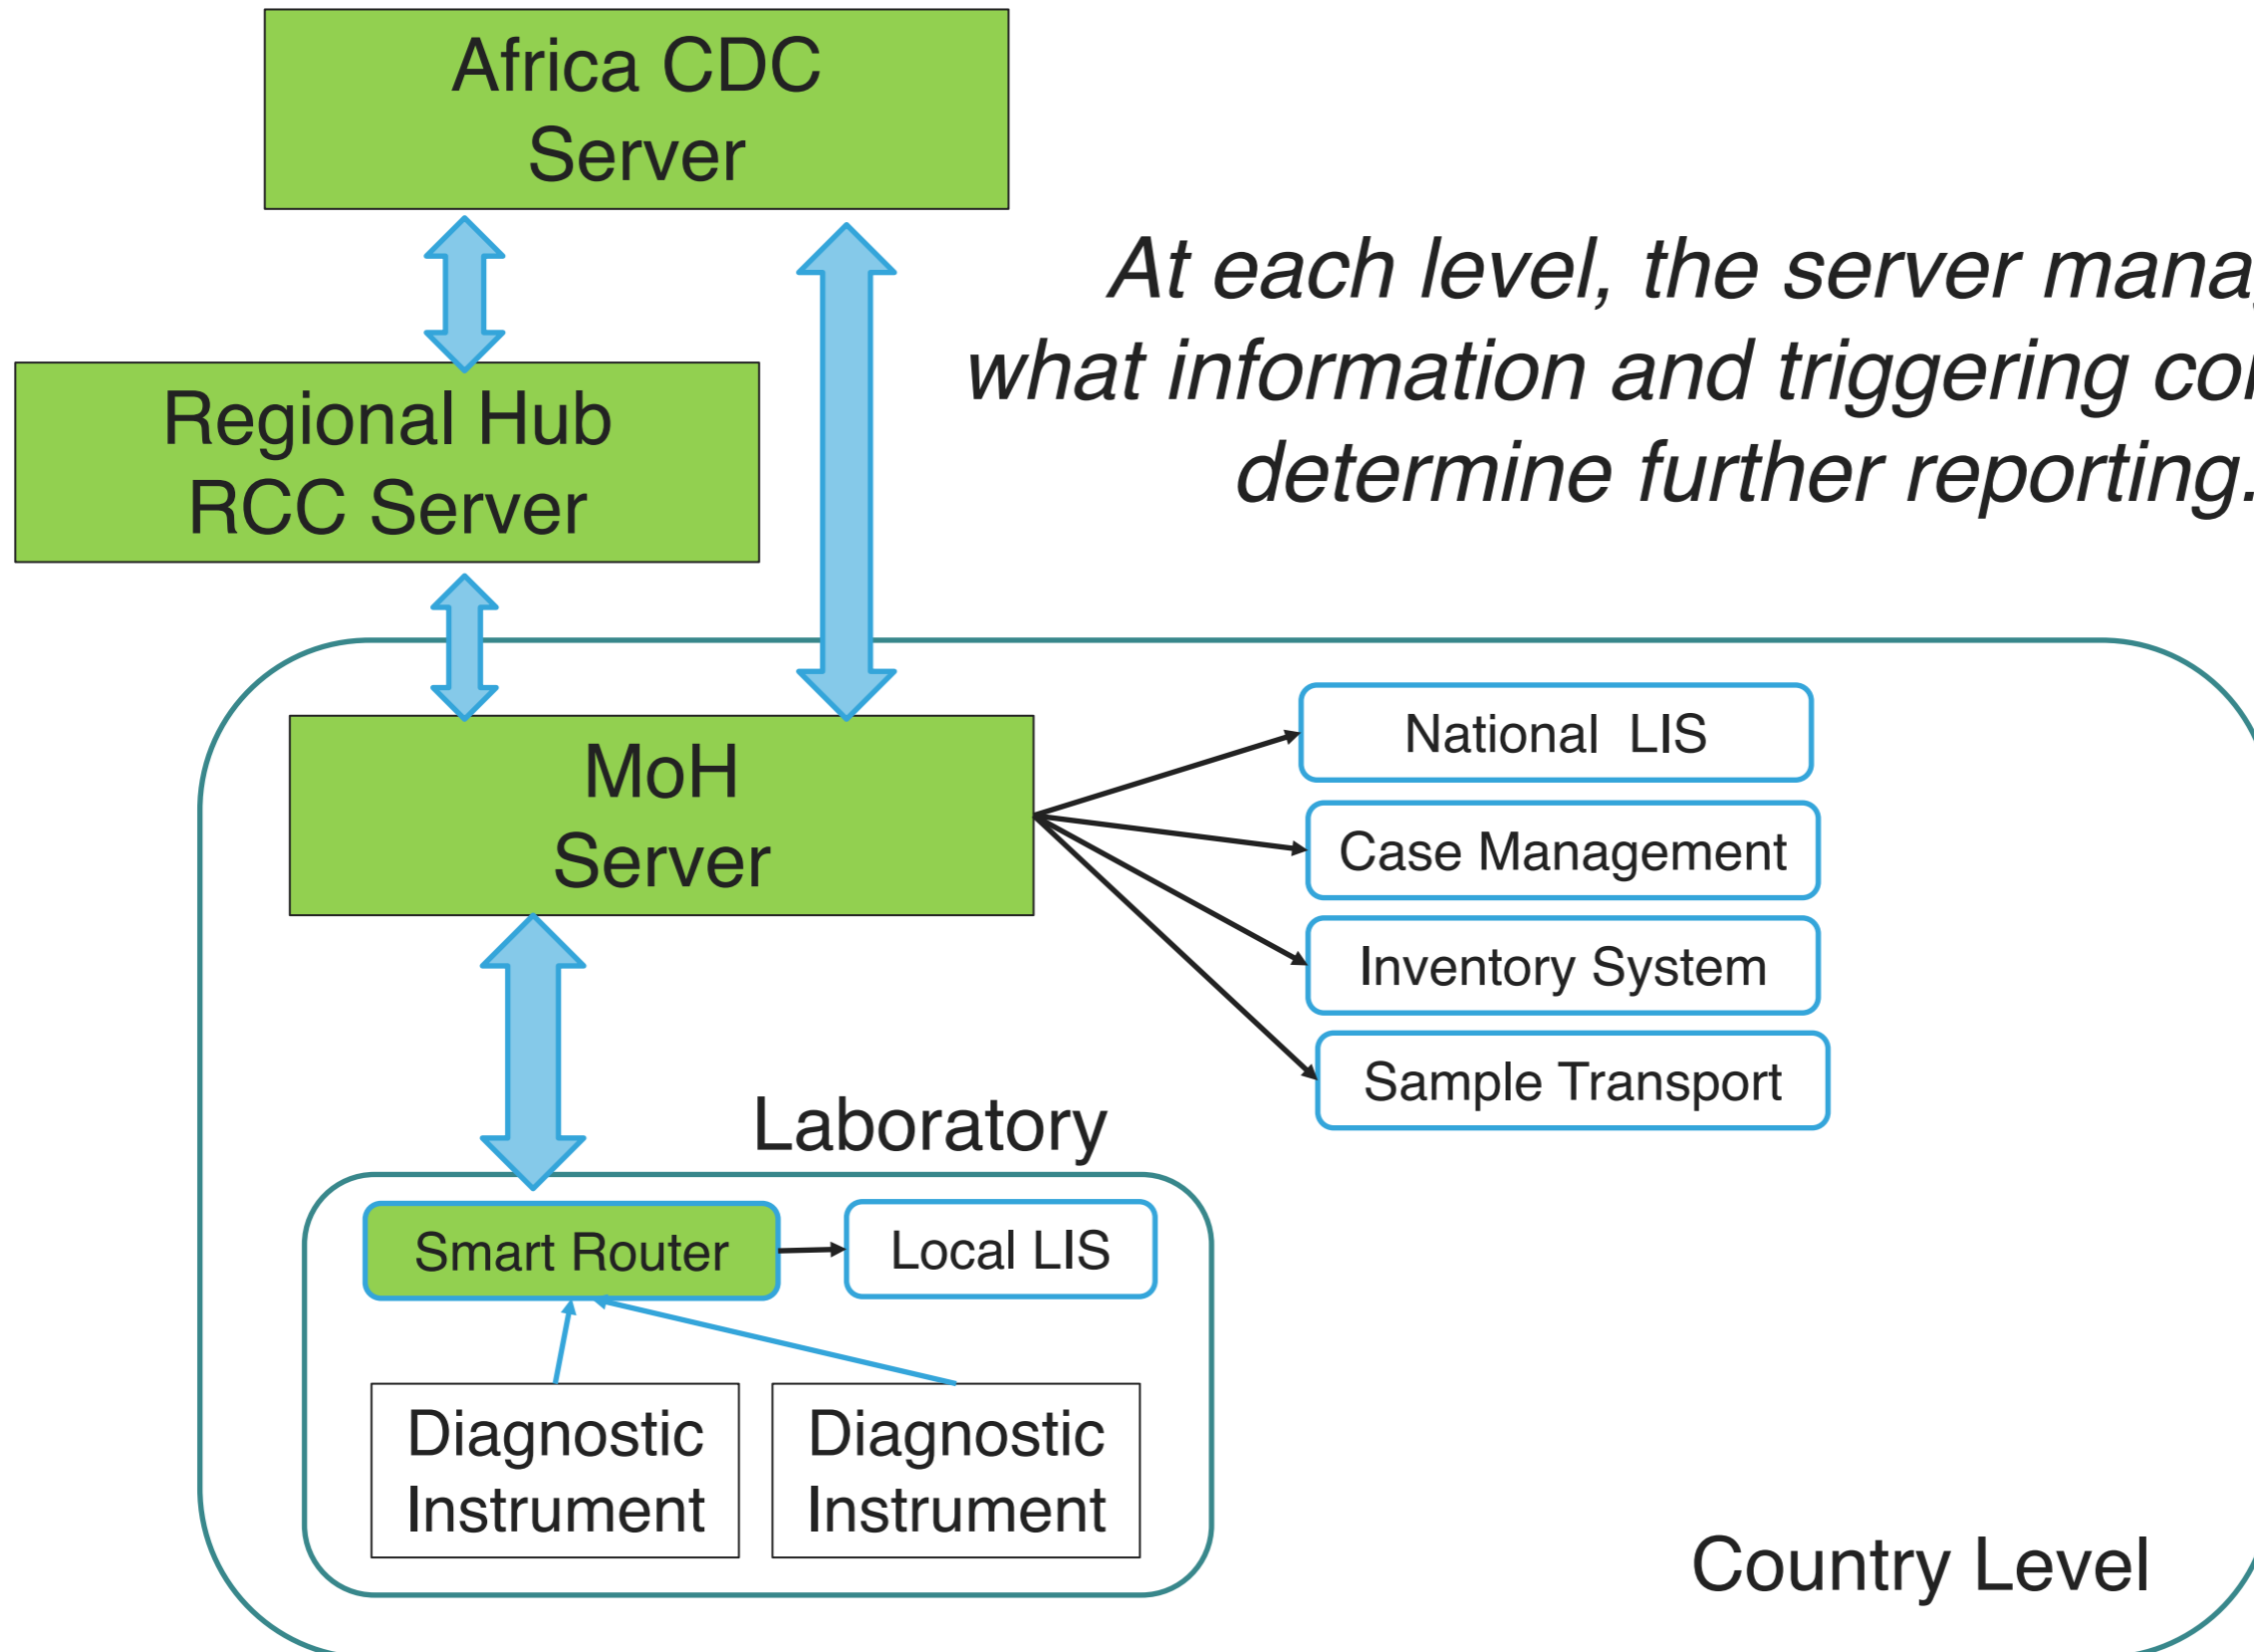 Africa CDC
Server
At each level, the server
what information and triggering
determine further reporting.
Regional Hub
RCC Server
MoH
Server
National LIS
Case Management
Inventory System
Sample Transport
Laboratory
Smart Router
Local LIS
Diagnostic
Instrument
Diagnostic
Instrument
Country Level